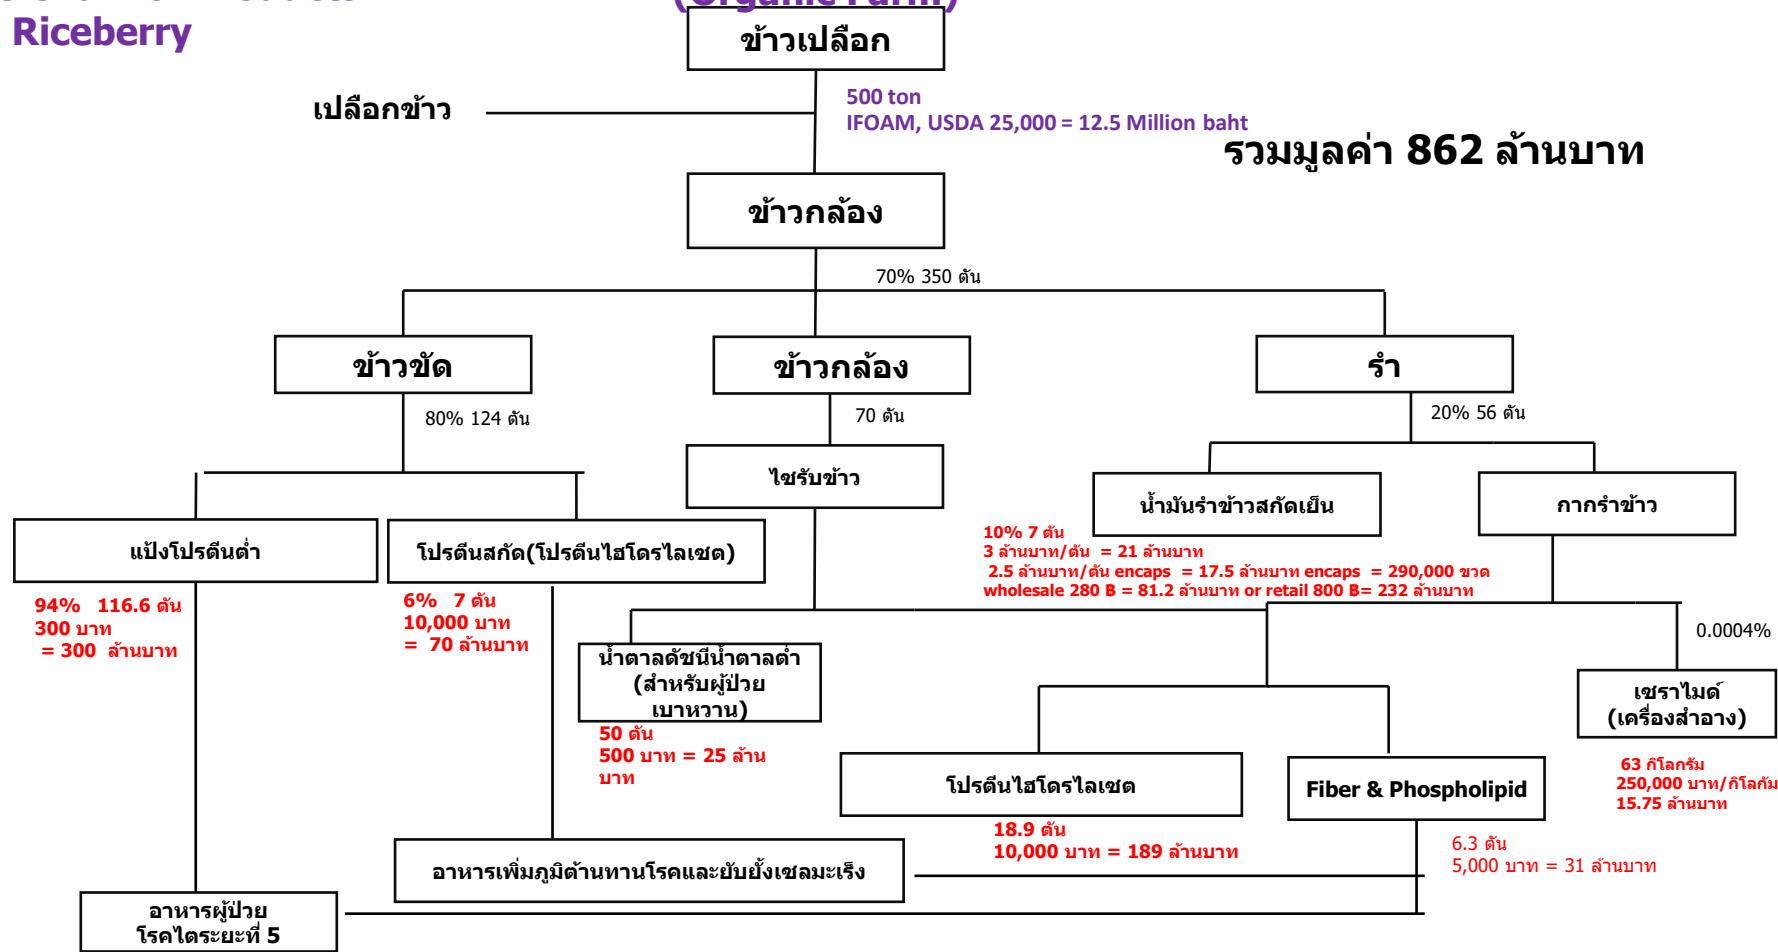 (Organic Farm)
Riceberry
ข้าวเปลือก
500 ton
IFOAM, USDA 25,000 = 12.5 Million baht
เปลือกข้าว
รวมมูลค่า 862 ล้านบาท
ข้าวกล้อง
70% 350 ตัน
ข้าวขัด
ข้าวกล้อง
รำ
80% 124 ตัน
70 ตัน
20% 56 ตัน
ไซรับข้าว
น้ำมันรำข้าวสกัดเย็น
กากรำข้าว
แป้งโปรตีนต่ำ
โปรตีนสกัด(โปรตีนไฮโดรไลเซต)
10% 7 ตัน
3 ล้านบาท/ตัน = 21 ล้านบาท
2.5 ล้านบาท/ตัน encaps = 17.5 ล้านบาท encaps = 290,000 ขวด
wholesale 280 ฿ = 81.2 ล้านบาท or retail 800 ฿= 232 ล้านบาท
94% 116.6 ตัน
300 บาท
= 300 ล้านบาท
6% 7 ตัน
10,000 บาท
= 70 ล้านบาท
0.0004%
น้ำตาลดัชนีน้ำตาลต่ำ
(สำหรับผู้ป่วย
เบาหวาน)
50 ตัน
500 บาท = 25 ล้าน
บาท
เซราไมด์
(เครื่องสำอาง)
63 กิโลกรัม
250,000 บาท/กิโลกัม
15.75 ล้านบาท
โปรตีนไฮโดรไลเซต
Fiber & Phospholipid
18.9 ตัน
10,000 บาท = 189 ล้านบาท
6.3 ตัน
5,000 บาท = 31 ล้านบาท
อาหารเพิ่มภูมิต้านทานโรคและยับยั้งเซลมะเร็ง
อาหารผู้ป่วย
โรคไตระยะที่ 5